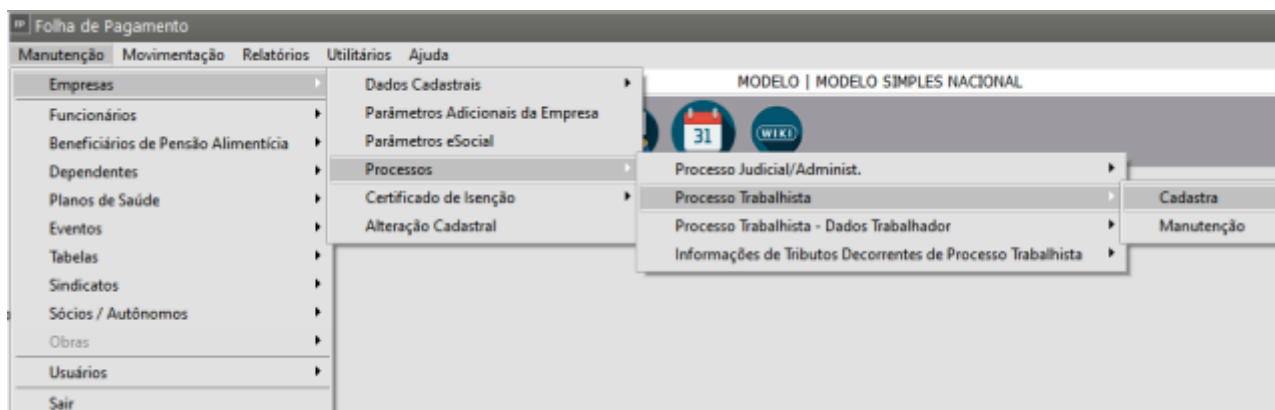 FP Folha de Pagamento
Manutenção Movimentação Relatórios Utilitários Ajuda
MODELO | MODELO SIMPLES NACIONAL
31
WIKI
Empresas
Funcionários
Beneficiários de Pensão Alimentícia
Dependentes
Planos de Saúde
Eventos
Tabelas
Sindicatos
Sócios / Autônomos
Obras
Usuários
Sair
Dados Cadastrais
Parâmetros Adicionais da Empresa
Parâmetros eSocial
Processos
Certificado de Isenção
Alteração Cadastral
Processo Judicial/Administ.
Processo Trabalhista
Processo Trabalhista - Dados Trabalhador
Informações de Tributos Decorrentes de Processo Trabalhista
Cadastra
Manutenção